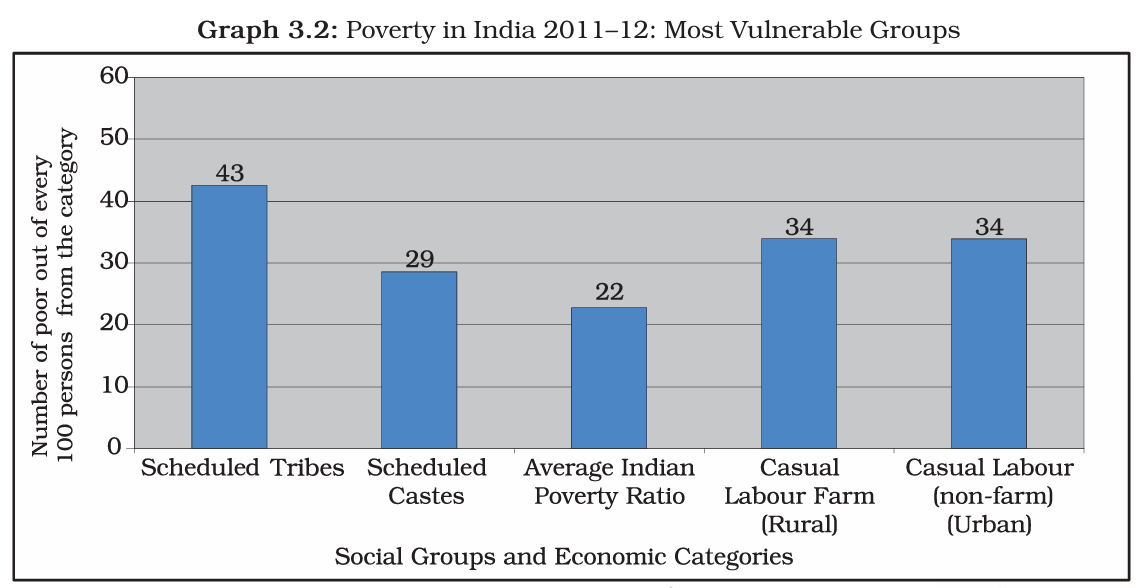 Graph 3.2: Poverty in India 2011–12: Most Vulnerable Groups
Number of poor out of every
100 persons from the category
60
50
40
30
20
10
0
43
29
22
34
34
Scheduled Tribes
Scheduled
Castes
Average Indian
Poverty Ratio
Casual
Labour Farm
(Rural)
Casual Labour
(non-farm)
(Urban)
Social Groups and Economic Categories